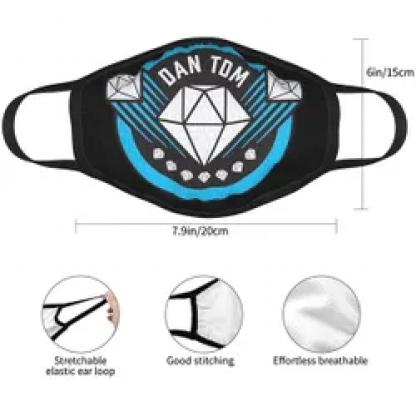 DAN TDM
6in/15cm
7.9in/20cm
Stretchable
elastic ear loop
Good stitching
Effortless breathable